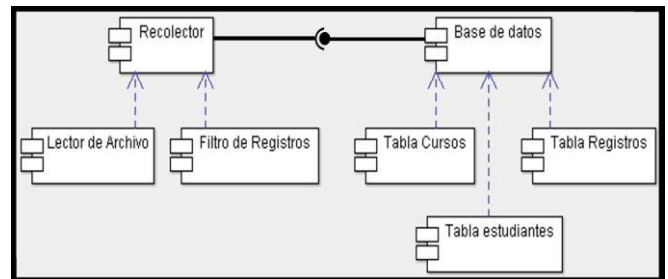 Recolector
Base de datos
Lector de Archivo
Filtro de Registros
Tabla Cursos
Tabla Registros
Tabla estudiantes